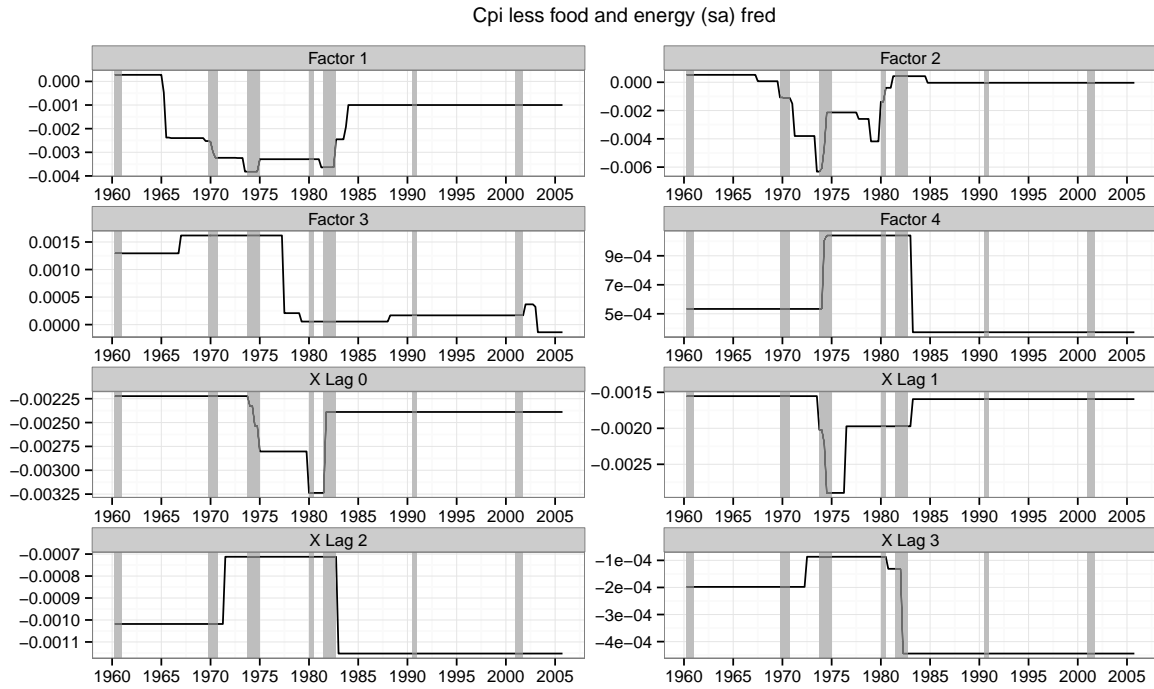 Cpi less food and energy (sa) fred
Factor 1
0.000
−0.001
−0.002
−0.003
−0.004
1960 1965 1970 1975 1980 1985 1990 1995 2000 2005
Factor 2
0.000
−0.002
−0.004
−0.006
1960 1965 1970 1975 1980 1985 1990 1995 2000 2005
Factor 3
0.0015
0.0010
0.0005
0.0000
1960 1965 1970 1975 1980 1985 1990 1995 2000 2005
Factor 4
9e−04
7e−04
5e−04
1960 1965 1970 1975 1980 1985 1990 1995 2000 2005
X Lag 0
−0.00225
−0.00250
−0.00275
−0.00300
−0.00325
1960 1965 1970 1975 1980 1985 1990 1995 2000 2005
X Lag 1
−0.0015
−0.0020
−0.0025
1960 1965 1970 1975 1980 1985 1990 1995 2000 2005
X Lag 2
−0.0007
−0.0008
−0.0009
−0.0010
−0.0011
1960 1965 1970 1975 1980 1985 1990 1995 2000 2005
X Lag 3
−1e−04
−2e−04
−3e−04
−4e−04
1960 1965 1970 1975 1980 1985 1990 1995 2000 2005